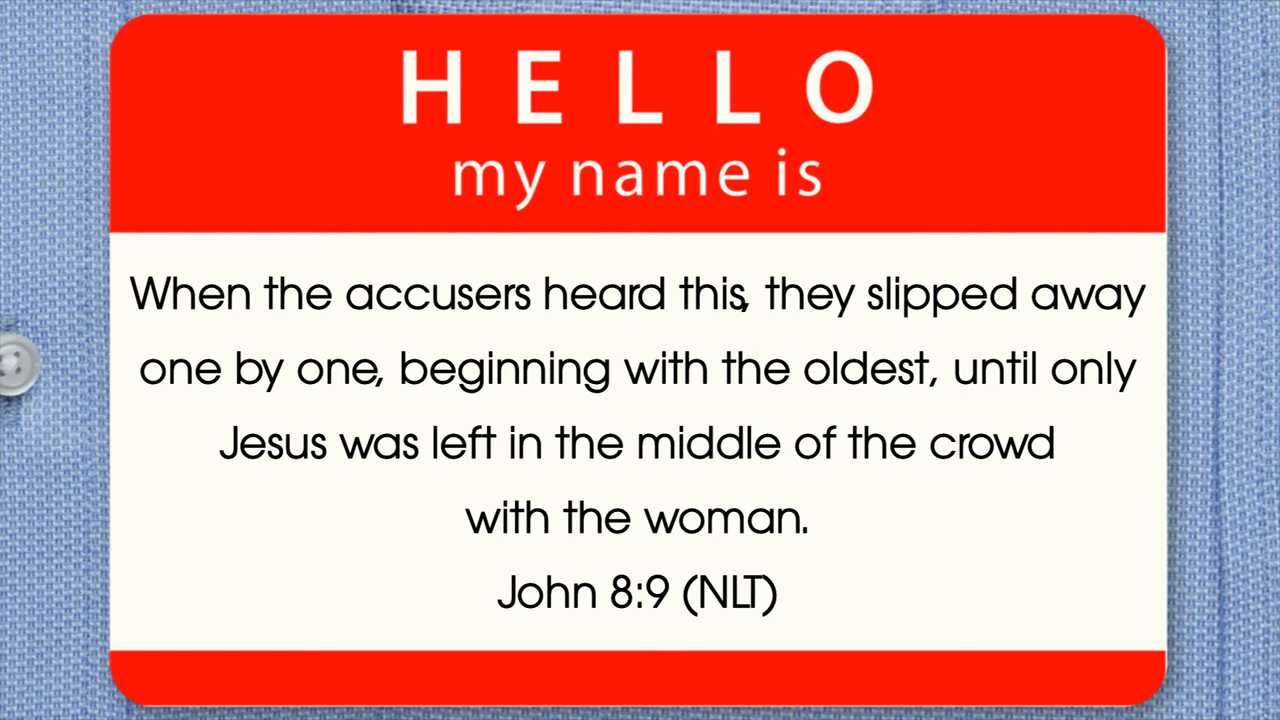 HELLO
my name is
When the accusers heard this, they slipped away
one by one, beginning with the oldest, until only
Jesus was left in the middle of the crowd
with the woman.
John 8:9 (NLT)